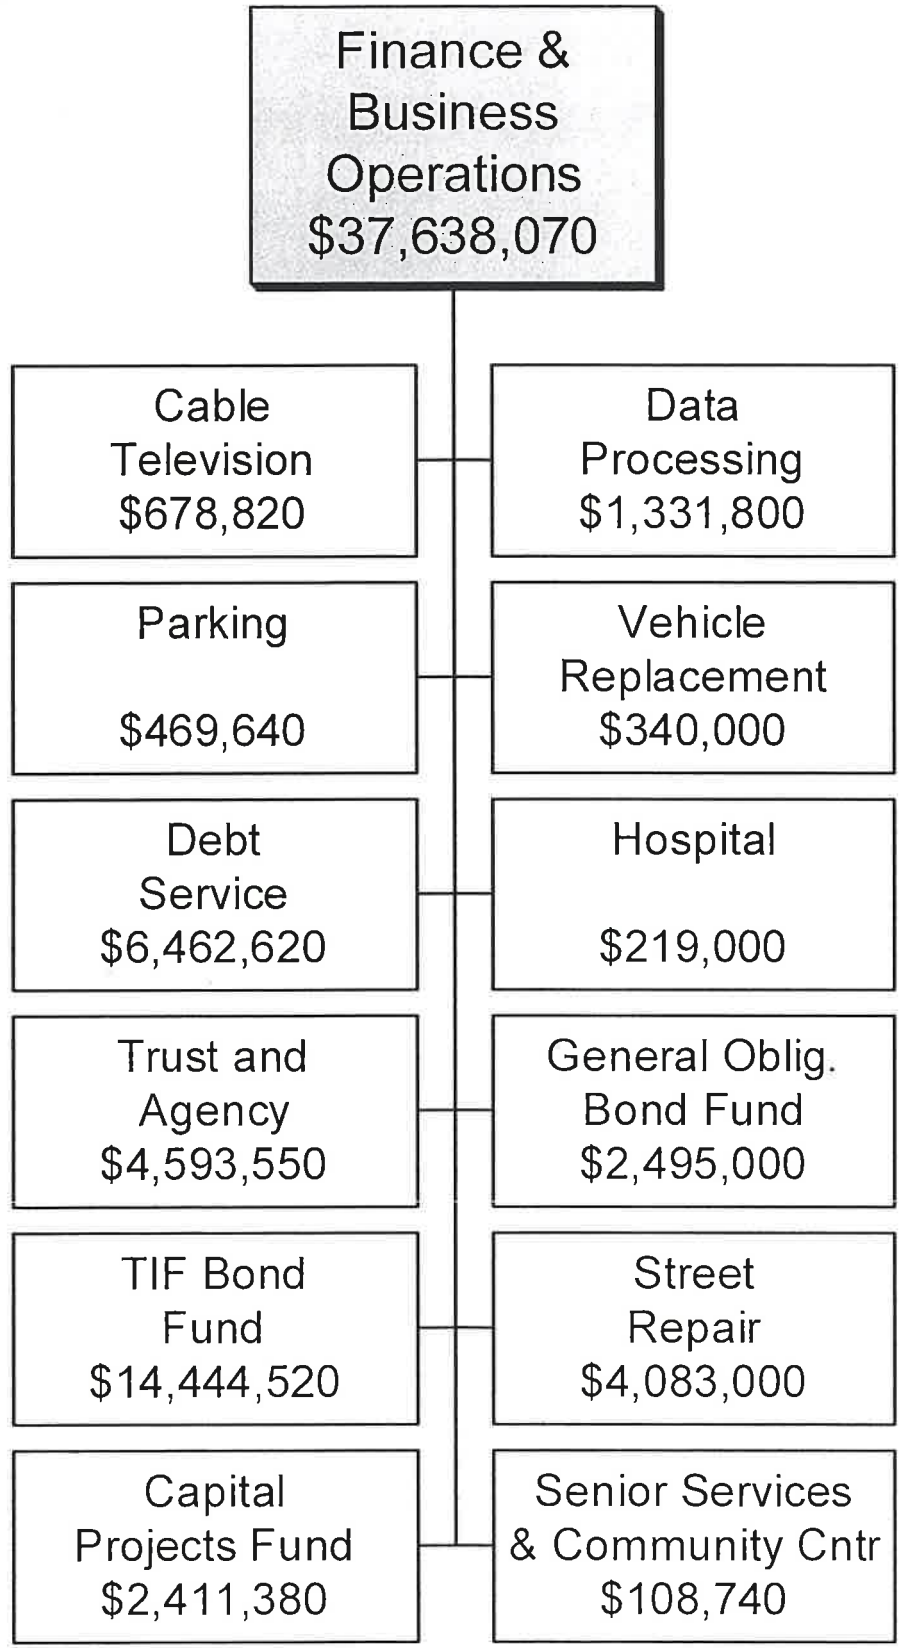 Finance &
Business
Operations
$37,638,070
Cable
Television
$678,820
Data
Processing
$1,331,800
Parking
$469,640
Vehicle
Replacement
$340,000
Debt
Service
$6,462,620
Hospital
$219,000
Trust and
Agency
$4,593,550
General Oblig.
Bond Fund
$2,495,000
TIF Bond
Fund
$14,444,520
Street
Repair
$4,083,000
Capital
Projects Fund
$2,411,380
Senior Services
& Community Cntr
$108,740